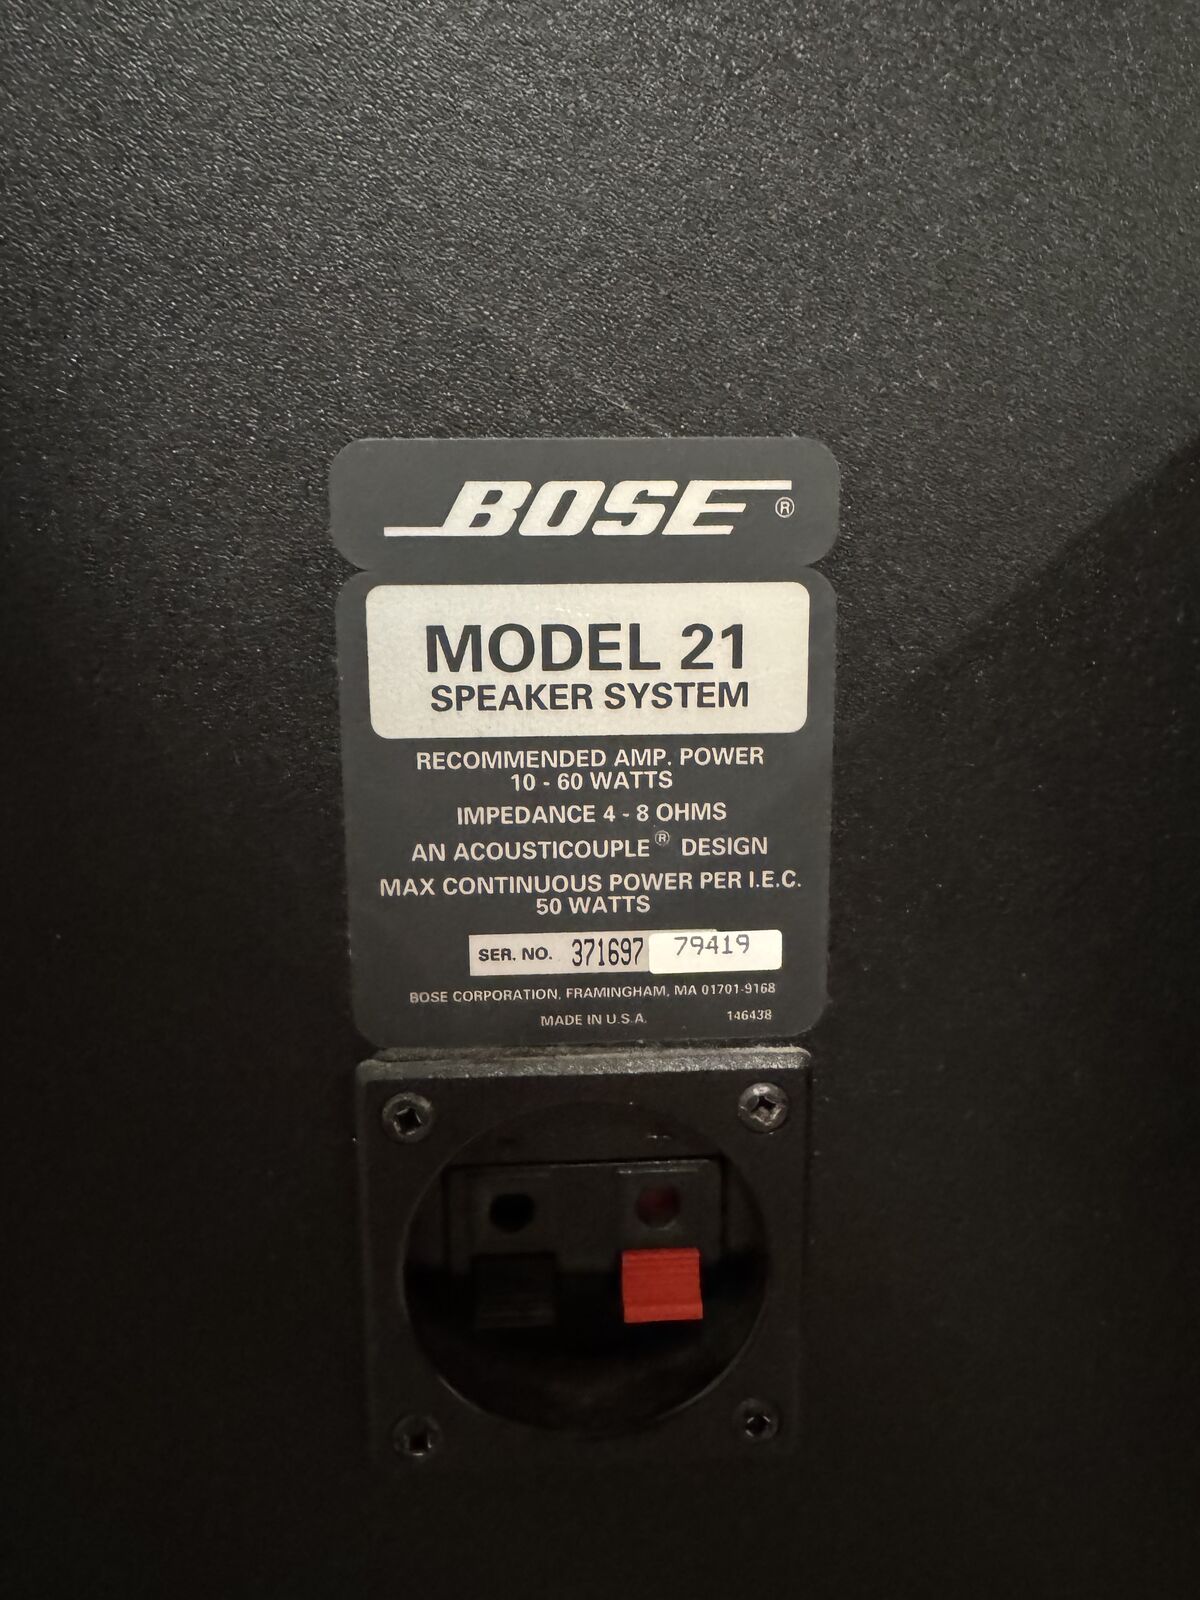 BOSE®
MODEL 21
SPEAKER SYSTEM
RECOMMENDED AMP. POWER
10 - 60 WATTS
IMPEDANCE 4 - 8 OHMS
AN ACOUSTICOUPLE® DESIGN
MAX CONTINUOUS POWER PER I.E.C.
50 WATTS
SER. NO. 371697 79419
BOSE CORPORATION, FRAMINGHAM, MA 01701-9168
MADE IN U.S.A. 146438